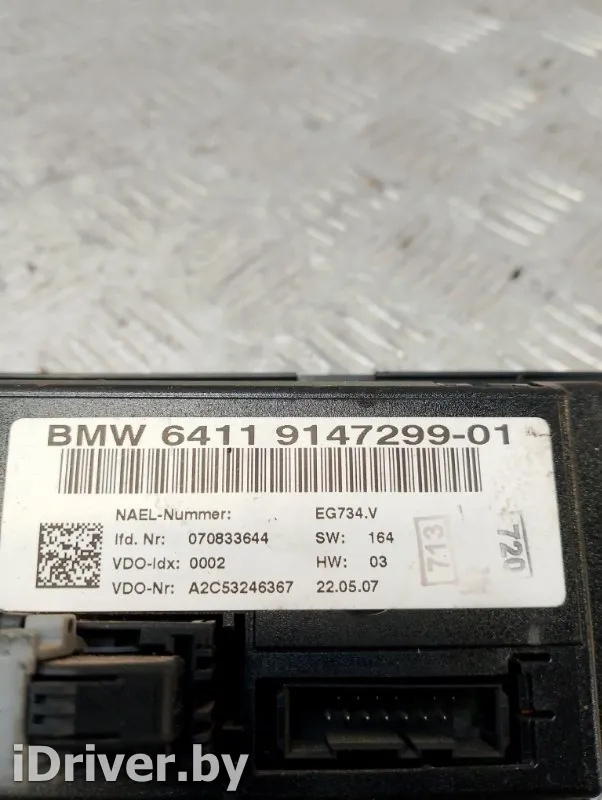 BMW 6411 9147299-01
NAEL-Nummer: EG734.V
lfd. Nr: 070833644 SW: 164
VDO-Idx: 0002 HW: 03
VDO-Nr: A2C53246367 22.05.07
713
720
iDriver.by